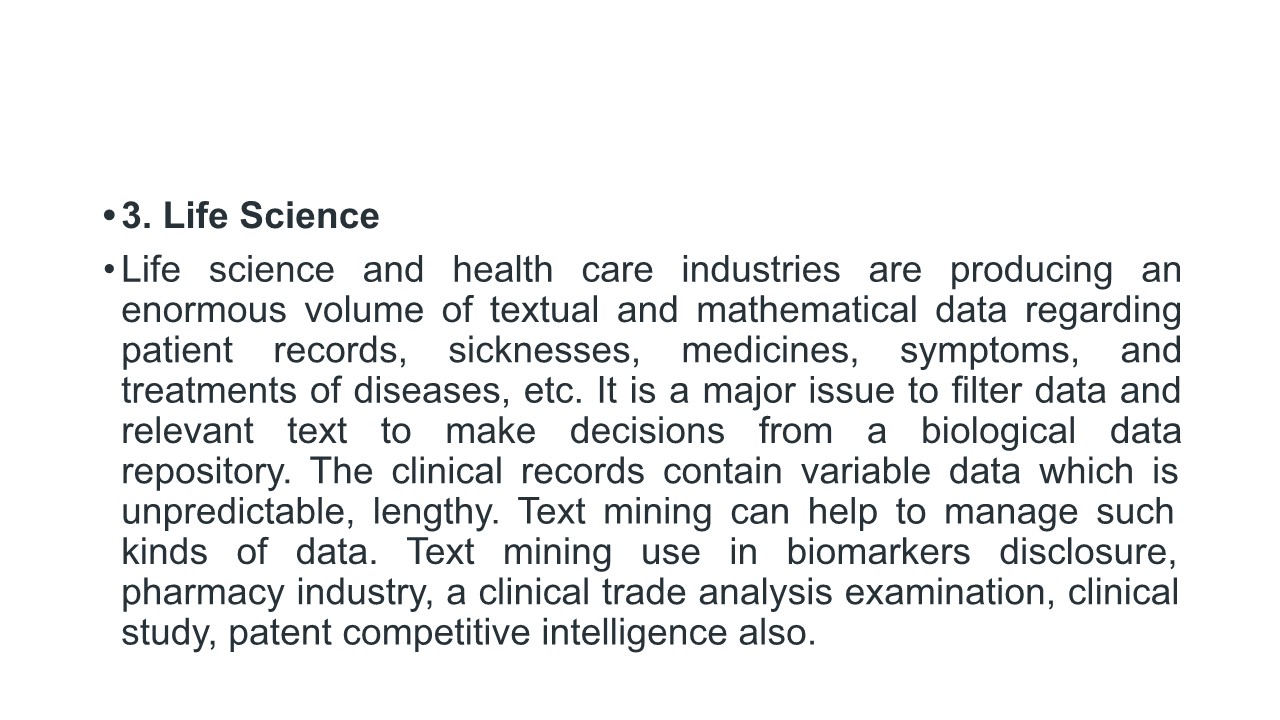 • 3. Life Science
• Life science and health care industries are producing an
enormous volume of textual and mathematical data regarding
patient records, sicknesses, medicines, symptoms, and
treatments of diseases, etc. It is a major issue to filter data and
relevant text to make decisions from a biological data
repository. The clinical records contain variable data which is
unpredictable, lengthy. Text mining can help to manage such
kinds of data. Text mining use in biomarkers disclosure,
pharmacy industry, a clinical trade analysis examination, clinical
study, patent competitive intelligence also.